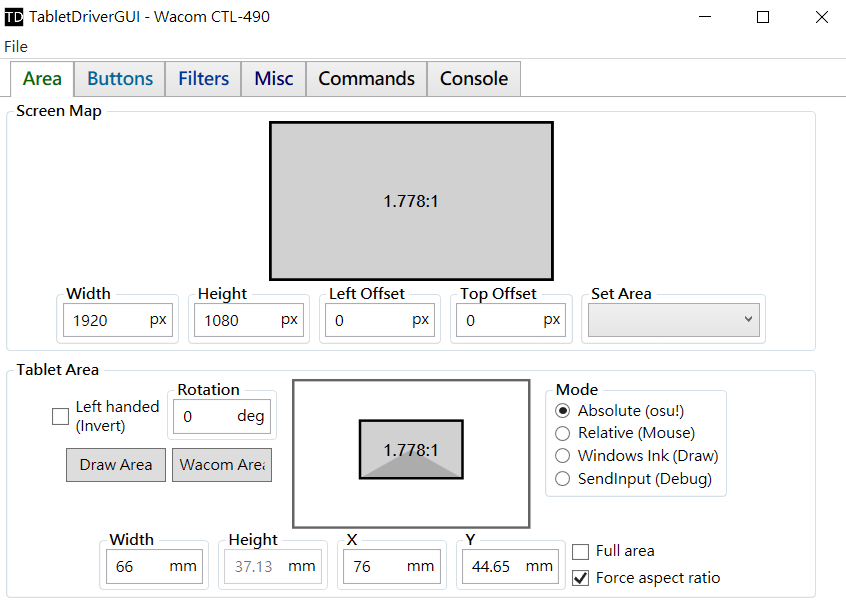 TD TabletDriverGUI - Wacom CTL-490
File
Area Buttons Filters Misc Commands Console
Screen Map
1.778:1
Width Height Left Offset Top Offset Set Area
1920 px 1080 px 0 px 0 px
Tablet Area
Left handed
(Invert)
Rotation
0 deg
Draw Area Wacom Area
1.778:1
Mode
Absolute (osu!)
Relative (Mouse)
Windows Ink (Draw)
SendInput (Debug)
Width Height X Y
66 mm 37.13 mm 76 mm 44.65 mm
Full area
Force aspect ratio